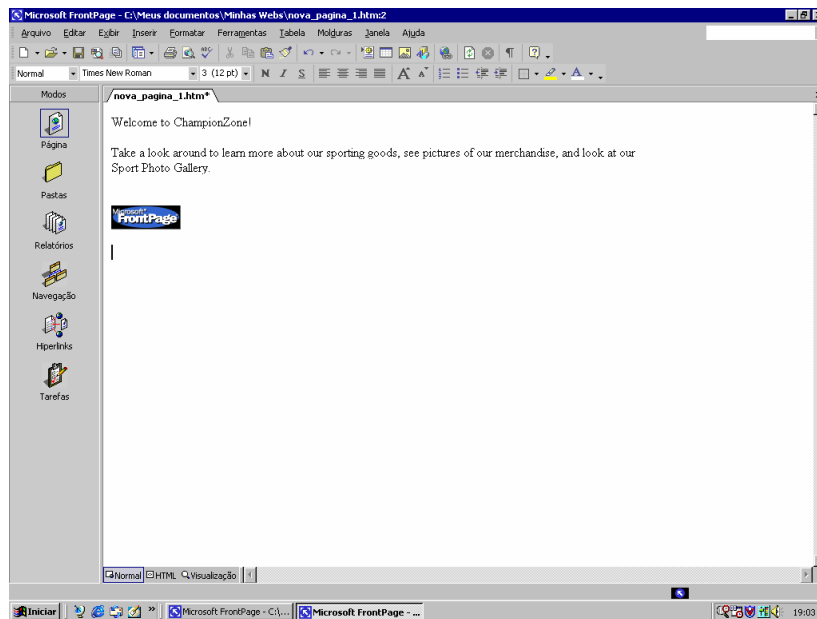 Microsoft FrontPage - C:\Meus documentos\Minhas Webs\nova_pagina_1.htm:2
Arquivo Editar Exibir Inserir Formatar Ferramentas Tabela Molduras Janela Ajuda
Normal Times New Roman 3 (12 pt) N I S A A A
Modos
nova_pagina_1.htm*
Welcome to ChampionZone!
Take a look around to learn more about our sporting goods, see pictures of our merchandise, and look at our
Sport Photo Gallery.
Microsoft
FrontPage
Página
Pastas
Relatórios
Navegação
Hiperlinks
Tarefas
Normal HTML Visualização
Iniciar » Microsoft FrontPage - C:\... Microsoft FrontPage - ... 19:03